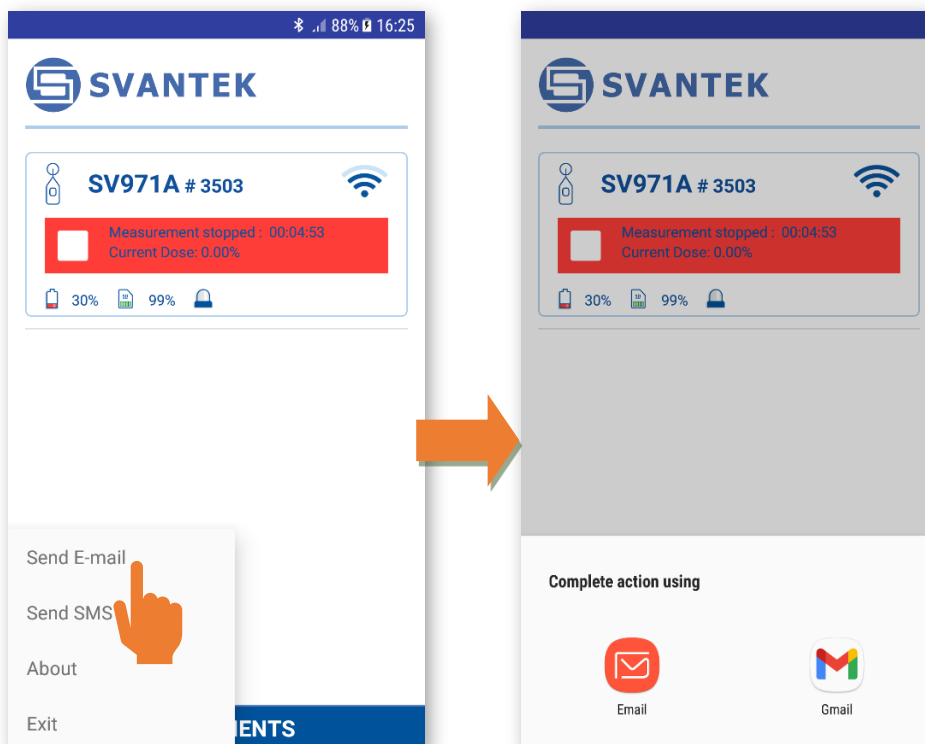 88% 16:25
SVANTEK
SV971A # 3503
Measurement stopped : 00:04:53
Current Dose: 0.00%
30% 99%
Send E-mail
Send SMS
About
Exit
IENTS
SVANTEK
SV971A # 3503
Measurement stopped : 00:04:53
Current Dose: 0.00%
30% 99%
Complete action using
Email
Gmail